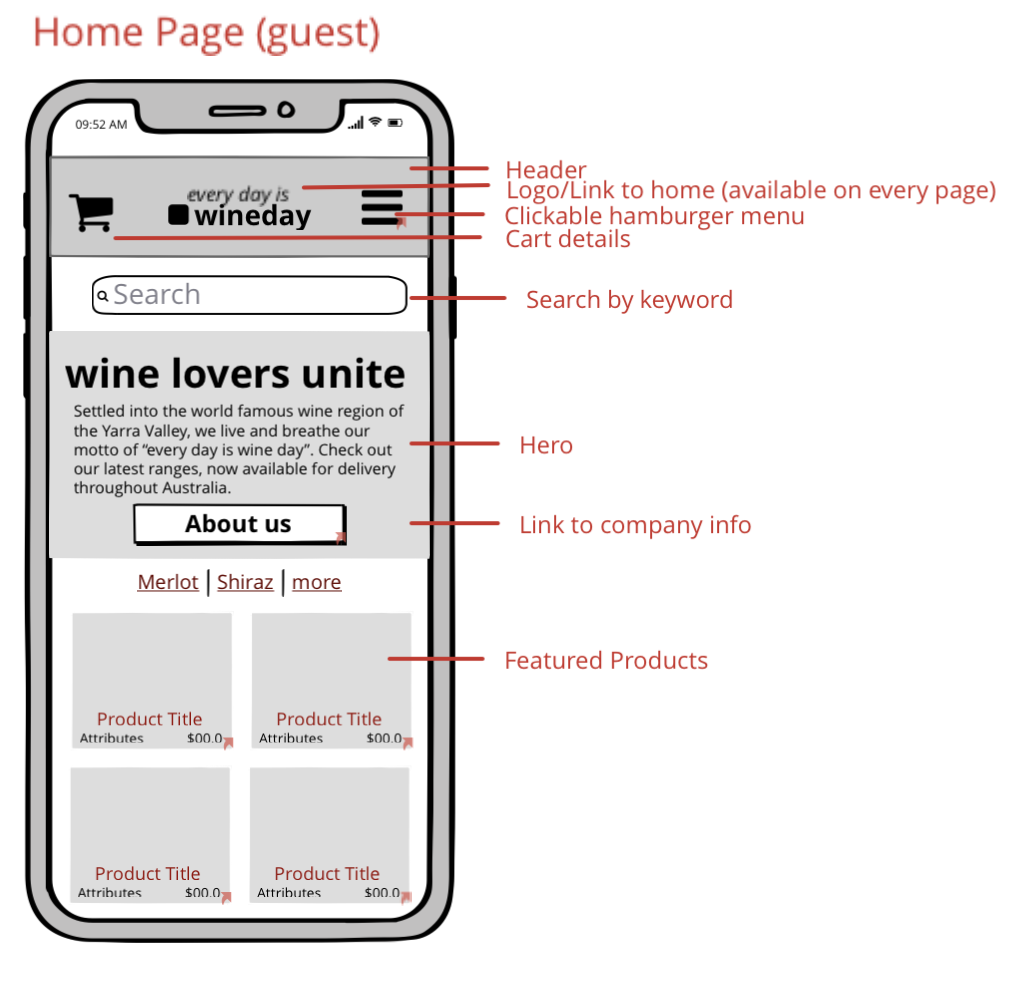 Home Page (guest)
09:52 AM
Header
every day is
Logo/Link to home (available on every page)
wineday
Clickable hamburger menu
Cart details
Search
Search by keyword
wine lovers unite
Settled into the world famous wine region of
the Yarra Valley, we live and breathe our
motto of “every day is wine day”. Check out
our latest ranges, now available for delivery
throughout Australia.
Hero
About us
Link to company info
Merlot | Shiraz | more
Featured Products
Product Title
Attributes $00.0
Product Title
Attributes $00.0
Product Title
Attributes $00.0
Product Title
Attributes $00.0